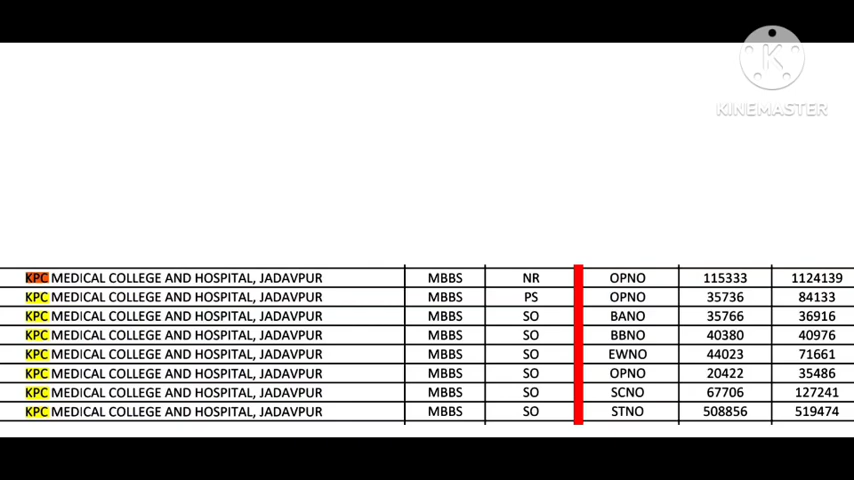 KINEMASTER
KPC MEDICAL COLLEGE AND HOSPITAL, JADAVPUR MBBS NR OPNO 115333 1124139
KPC MEDICAL COLLEGE AND HOSPITAL, JADAVPUR MBBS PS OPNO 35736 84133
KPC MEDICAL COLLEGE AND HOSPITAL, JADAVPUR MBBS SO BANO 35766 36916
KPC MEDICAL COLLEGE AND HOSPITAL, JADAVPUR MBBS SO BBNO 40380 40976
KPC MEDICAL COLLEGE AND HOSPITAL, JADAVPUR MBBS SO EWNO 44023 71661
KPC MEDICAL COLLEGE AND HOSPITAL, JADAVPUR MBBS SO OPNO 20422 35486
KPC MEDICAL COLLEGE AND HOSPITAL, JADAVPUR MBBS SO SCNO 67706 127241
KPC MEDICAL COLLEGE AND HOSPITAL, JADAVPUR MBBS SO STNO 508856 519474